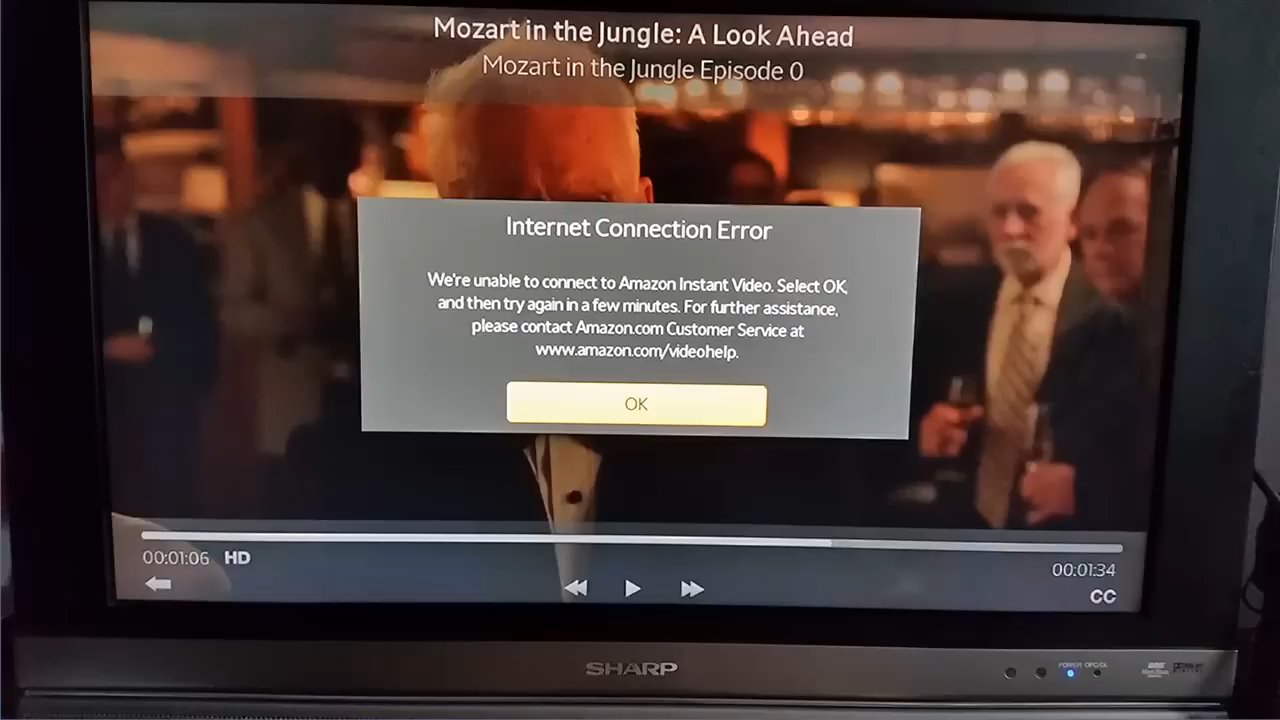 Mozart in the Jungle: A Look Ahead
Mozart in the Jungle Episode 0
Internet Connection Error
We're unable to connect to Amazon Instant Video. Select OK,
and then try again in a few minutes. For further assistance,
please contact Amazon.com Customer Service at
www.amazon.com/videohelp.
OK
00:01:06 HD
00:01:34
CC
SHARP
POWER OPC